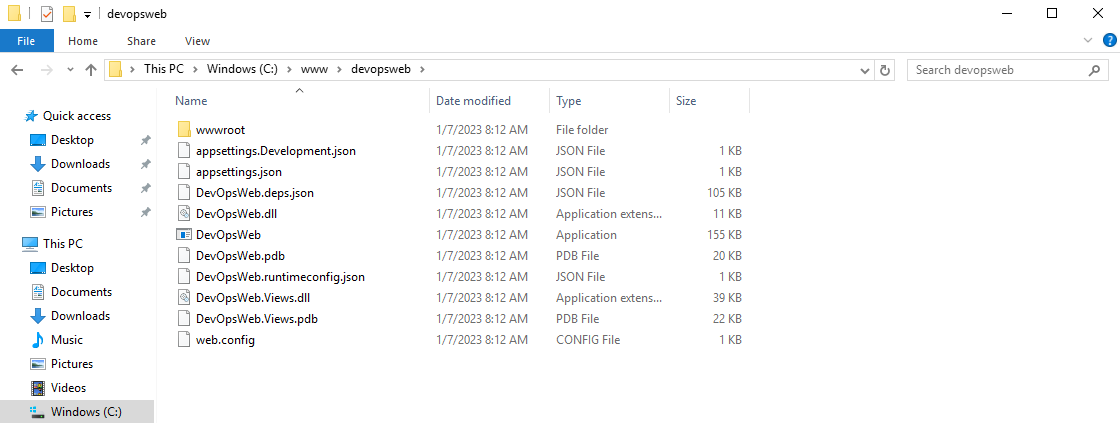 devopsweb
File Home Share View
This PC Windows (C:) www devopsweb Search devopsweb
Name Date modified Type Size
Quick access
Desktop
Downloads
Documents
Pictures
This PC
Desktop
Documents
Downloads
Music
Pictures
Videos
Windows (C:)
wwwroot 1/7/2023 8:12 AM File folder
appsettings.Development.json 1/7/2023 8:12 AM JSON File 1 KB
appsettings.json 1/7/2023 8:12 AM JSON File 1 KB
DevOpsWeb.deps.json 1/7/2023 8:12 AM JSON File 105 KB
DevOpsWeb.dll 1/7/2023 8:12 AM Application extens... 11 KB
DevOpsWeb 1/7/2023 8:12 AM Application 155 KB
DevOpsWeb.pdb 1/7/2023 8:12 AM PDB File 20 KB
DevOpsWeb.runtimeconfig.json 1/7/2023 8:12 AM JSON File 1 KB
DevOpsWeb.Views.dll 1/7/2023 8:12 AM Application extens... 39 KB
DevOpsWeb.Views.pdb 1/7/2023 8:12 AM PDB File 22 KB
web.config 1/7/2023 8:12 AM CONFIG File 1 KB